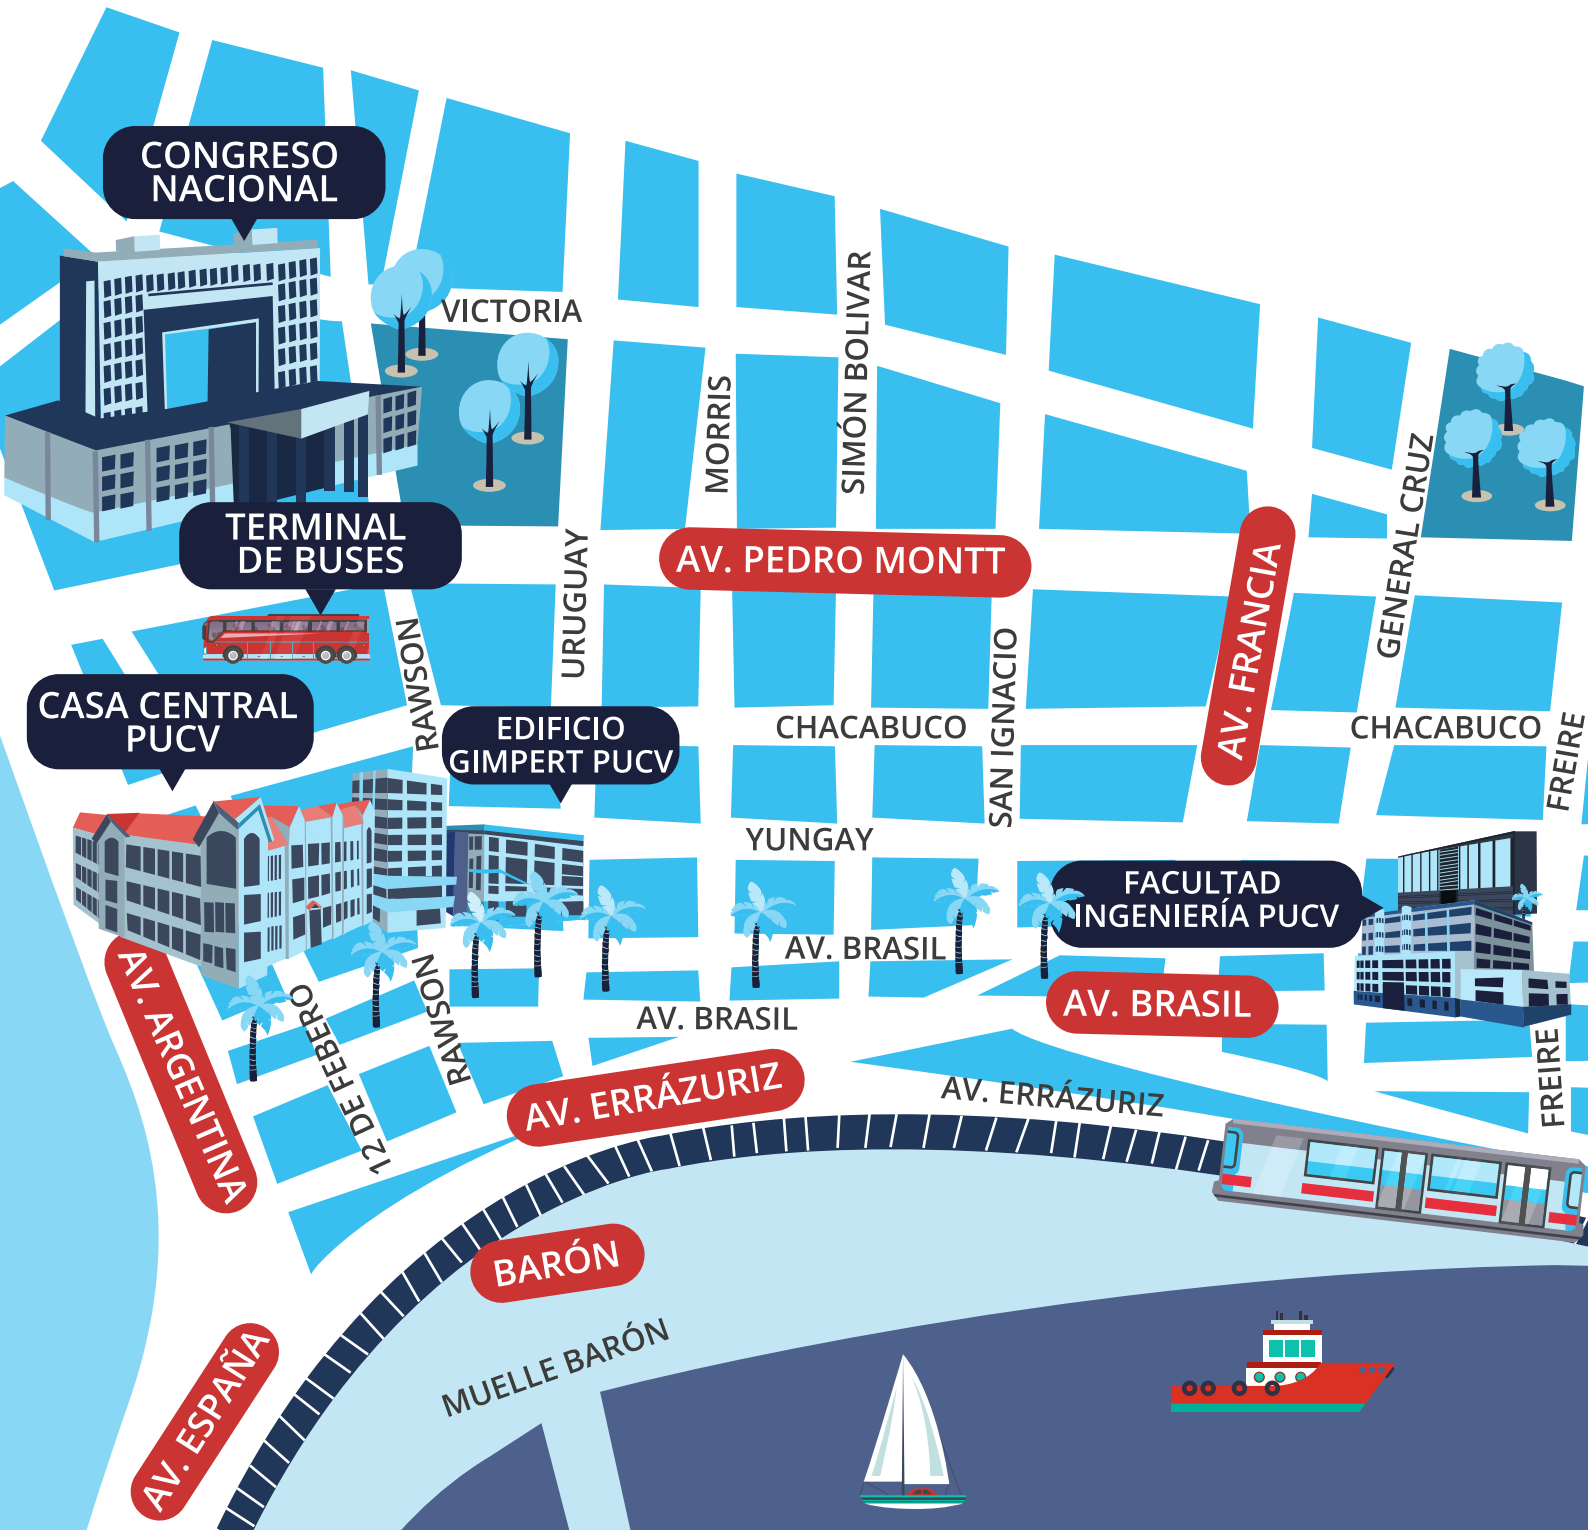 CONGRESO
NACIONAL
VICTORIA
MORRIS
SIMÓN BOLIVAR
GENERAL CRUZ
TERMINAL
DE BUSES
URUGUAY
AV. PEDRO MONTT
AV. FRANCIA
RAWSON
SAN IGNACIO
CASA CENTRAL
PUCV
EDIFICIO
GIMPERT PUCV
CHACABUCO
CHACABUCO
FREIRE
YUNGAY
FACULTAD
INGENIERÍA PUCV
AV. BRASIL
AV. ARGENTINA
12 DE FEBERO
RAWSON
AV. BRASIL
AV. BRASIL
FREIRE
AV. ERRÁZURIZ
AV. ERRÁZURIZ
BARÓN
MUELLE BARÓN
AV. ESPAÑA